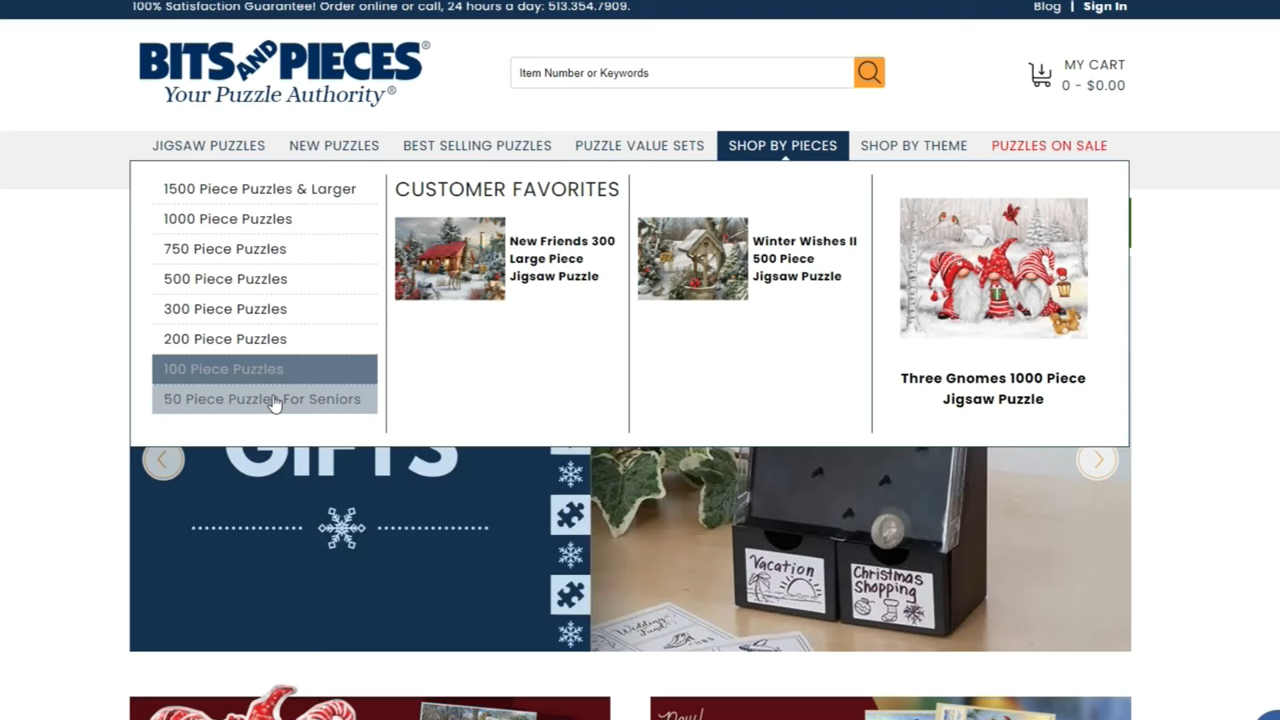 100% Satisfaction Guarantee! Order online or call, 24 hours a day: 513.354.7909.
Blog | Sign In
BITS AND PIECES®
Your Puzzle Authority®
Item Number or Keywords
MY CART
0 - $0.00
JIGSAW PUZZLES NEW PUZZLES BEST SELLING PUZZLES PUZZLE VALUE SETS SHOP BY PIECES SHOP BY THEME PUZZLES ON SALE
1500 Piece Puzzles & Larger
1000 Piece Puzzles
750 Piece Puzzles
500 Piece Puzzles
300 Piece Puzzles
200 Piece Puzzles
100 Piece Puzzles
50 Piece Puzzles For Seniors
CUSTOMER FAVORITES
New Friends 300
Large Piece
Jigsaw Puzzle
Winter Wishes II
500 Piece
Jigsaw Puzzle
Three Gnomes 1000 Piece
Jigsaw Puzzle
GIFTS
Vacation
Christmas
Shopping
Wedding
New!